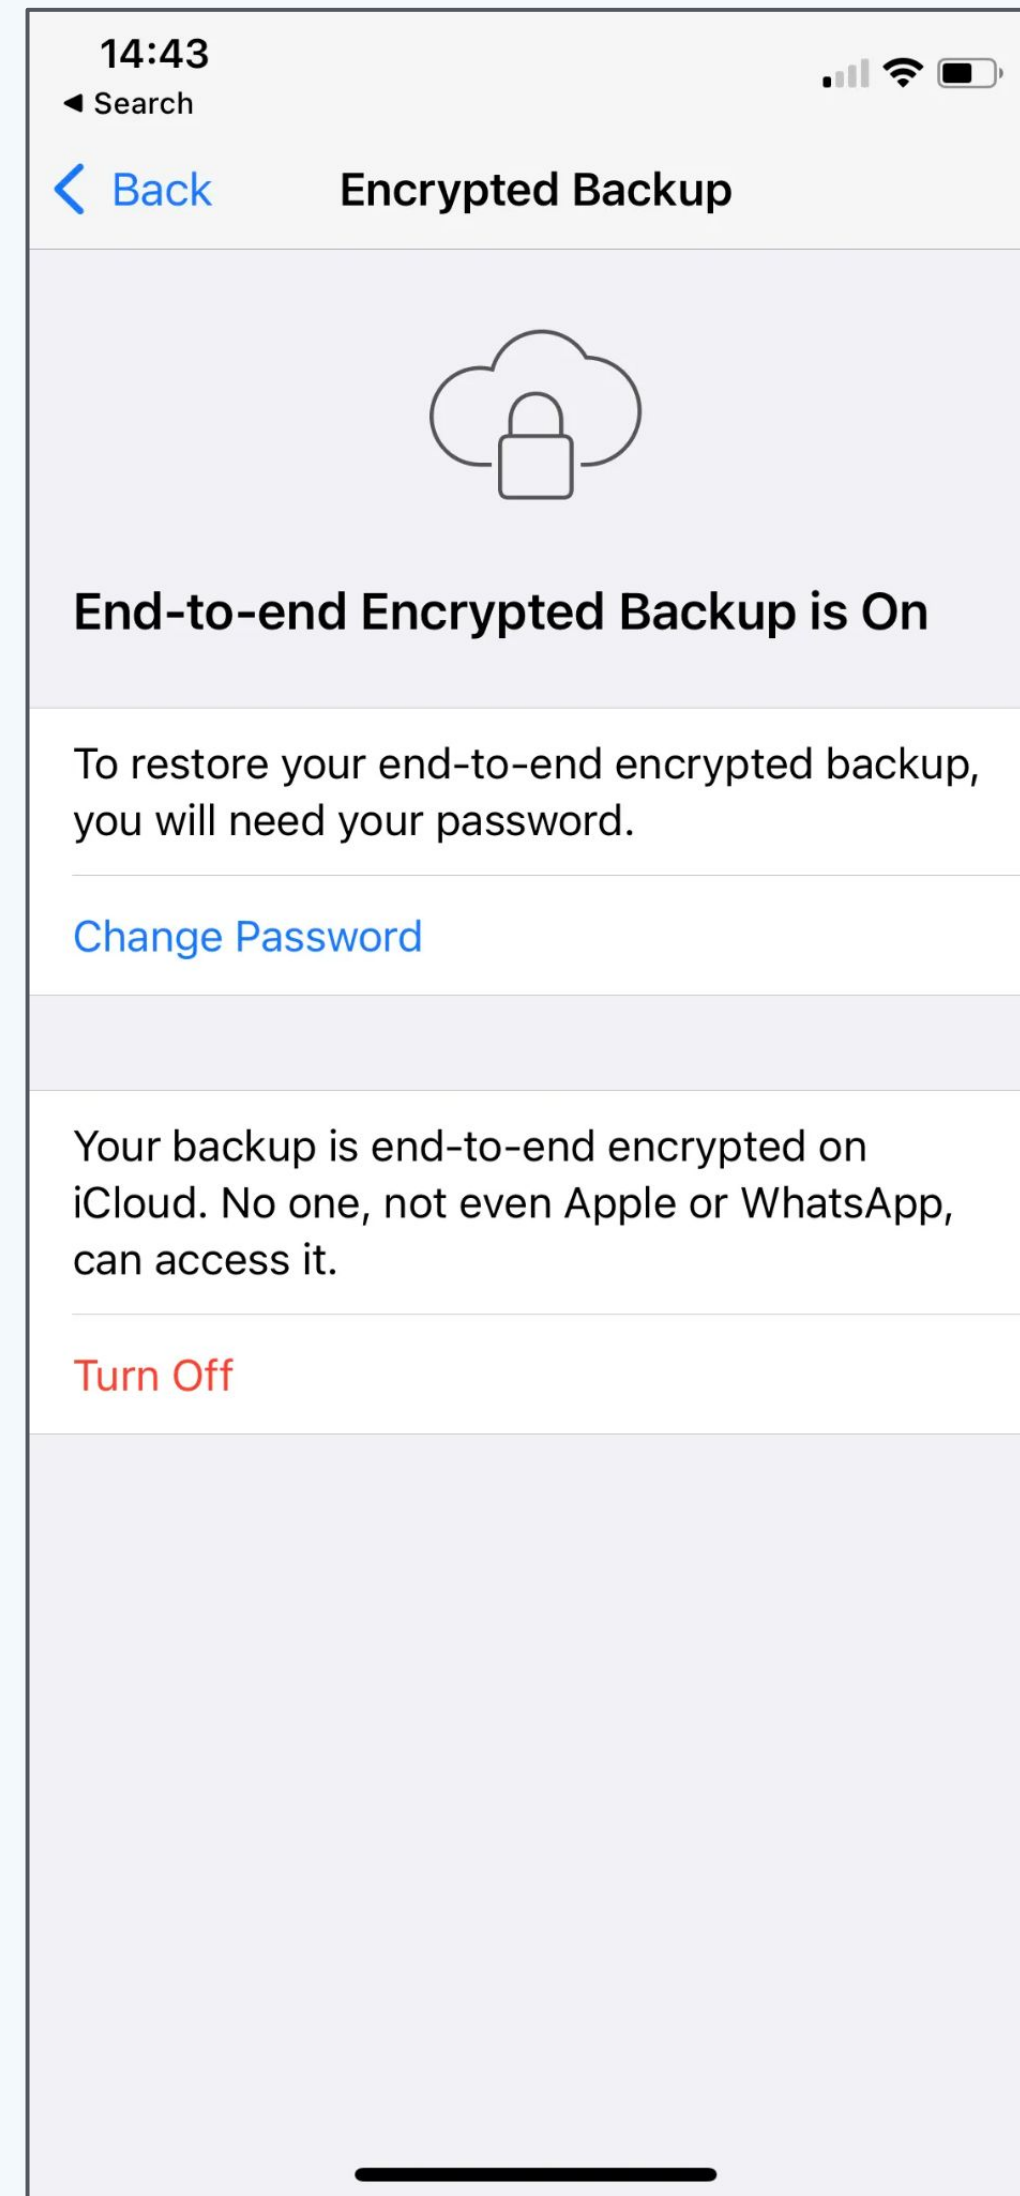 14:43
◀ Search
Back
Encrypted Backup
End-to-end Encrypted Backup is On
To restore your end-to-end encrypted backup,
you will need your password.
Change Password
Your backup is end-to-end encrypted on
iCloud. No one, not even Apple or WhatsApp,
can access it.
Turn Off